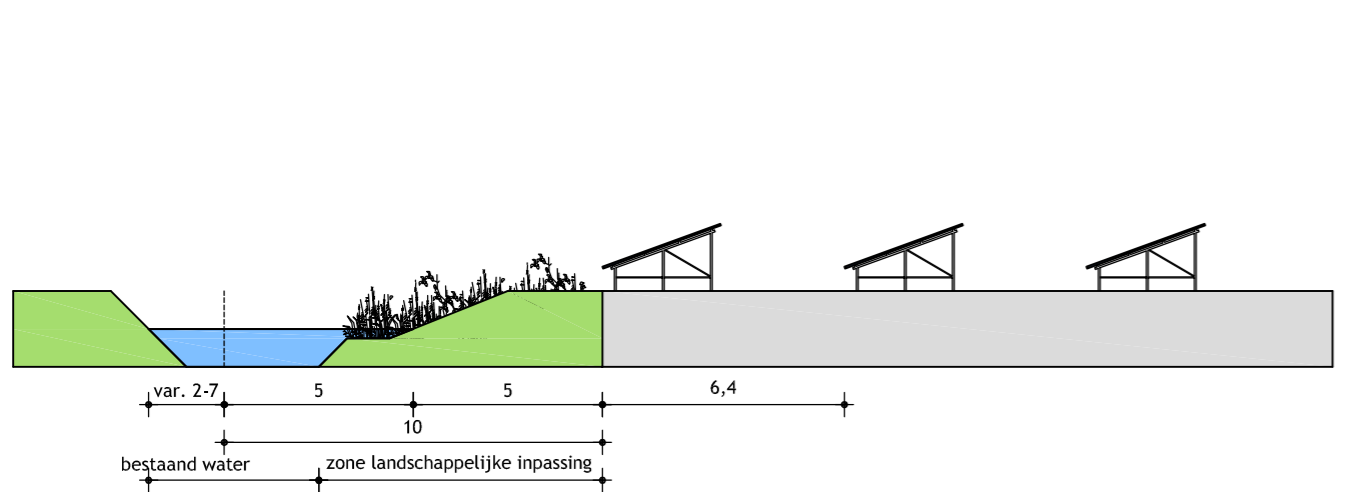 var. 2-7 5 5 6,4
10
bestaand water zone landschappelijke inpassing